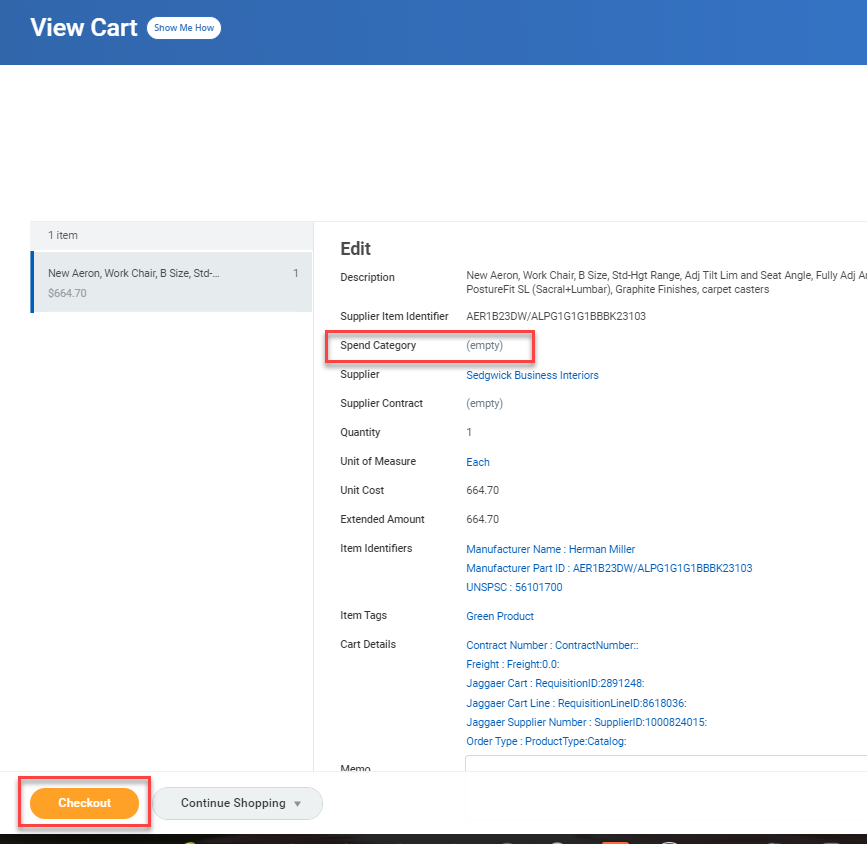 View Cart Show Me How
1 item
New Aeron, Work Chair, B Size, Std-... 1
$664.70
Edit
Description New Aeron, Work Chair, B Size, Std-Hgt Range, Adj Tilt Lim and Seat Angle, Fully Adj
PostureFit SL (Sacral+Lumbar), Graphite Finishes, carpet casters
Supplier Item Identifier AER1B23DW/ALPG1G1G1BBBK23103
Spend Category (empty)
Supplier Sedgwick Business Interiors
Supplier Contract (empty)
Quantity 1
Unit of Measure Each
Unit Cost 664.70
Extended Amount 664.70
Item Identifiers Manufacturer Name : Herman Miller
Manufacturer Part ID : AER1B23DW/ALPG1G1G1BBBK23103
UNSPSC : 56101700
Item Tags Green Product
Cart Details Contract Number : ContractNumber::
Freight : Freight:0.0:
Jaggaer Cart : RequisitionID:2891248:
Jaggaer Cart Line : RequisitionLineID:8618036:
Jaggaer Supplier Number : SupplierID:1000824015:
Order Type : ProductType:Catalog:
Memo
Checkout Continue Shopping